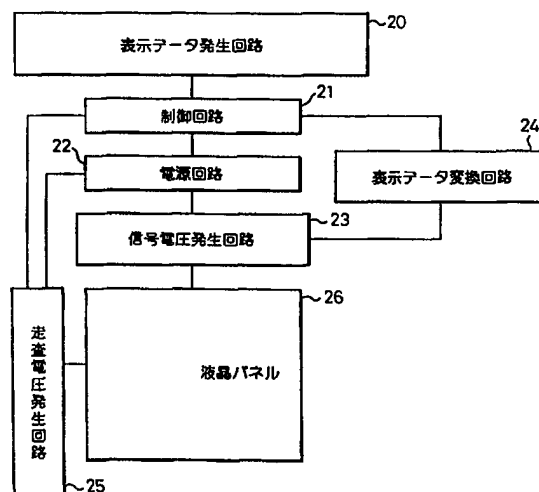 表示データ発生回路
20
制御回路
21
22
電源回路
24
表示データ変換回路
信号電圧発生回路
23
26
液晶パネル
走査電圧発生回路
25